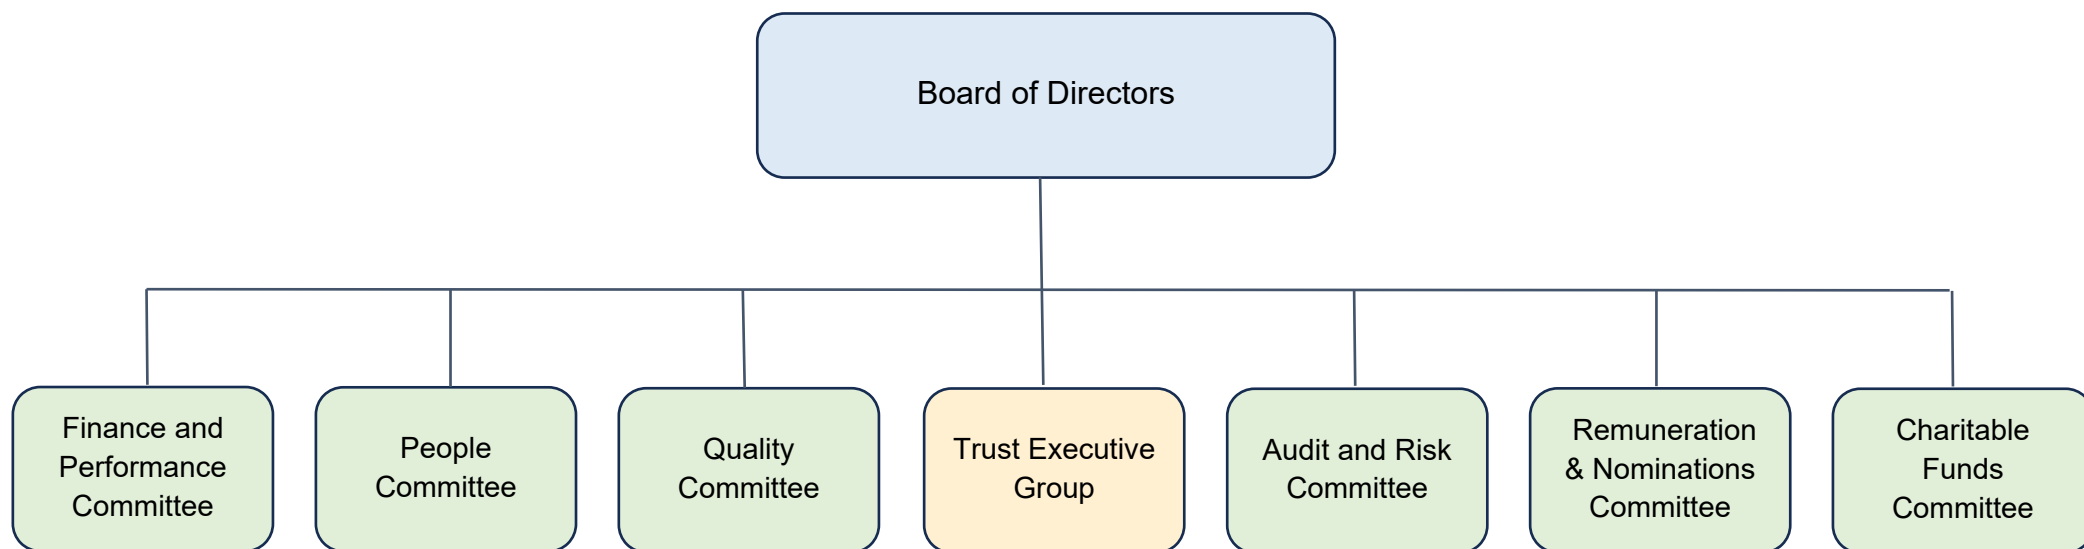 Board of Directors
Finance and
Performance
Committee
People
Committee
Quality
Committee
Trust Executive
Group
Audit and Risk
Committee
Remuneration
& Nominations
Committee
Charitable
Funds
Committee